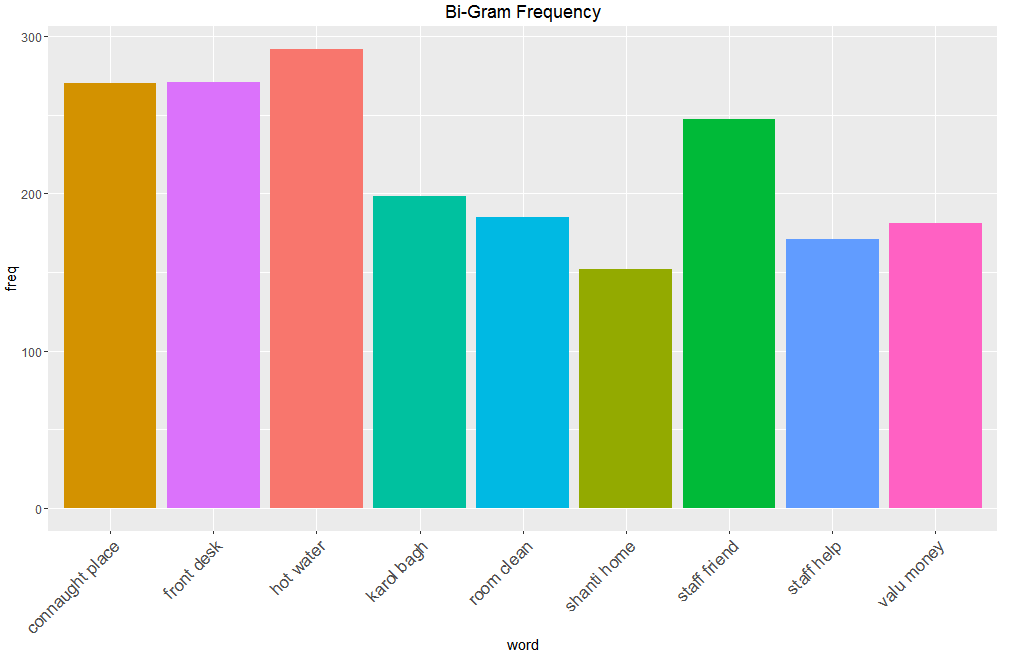 Bi-Gram Frequency
300
200
100
0
freq
connaught place
front desk
hot water
karol bagh
room clean
shanti home
staff friend
staff help
valu money
word